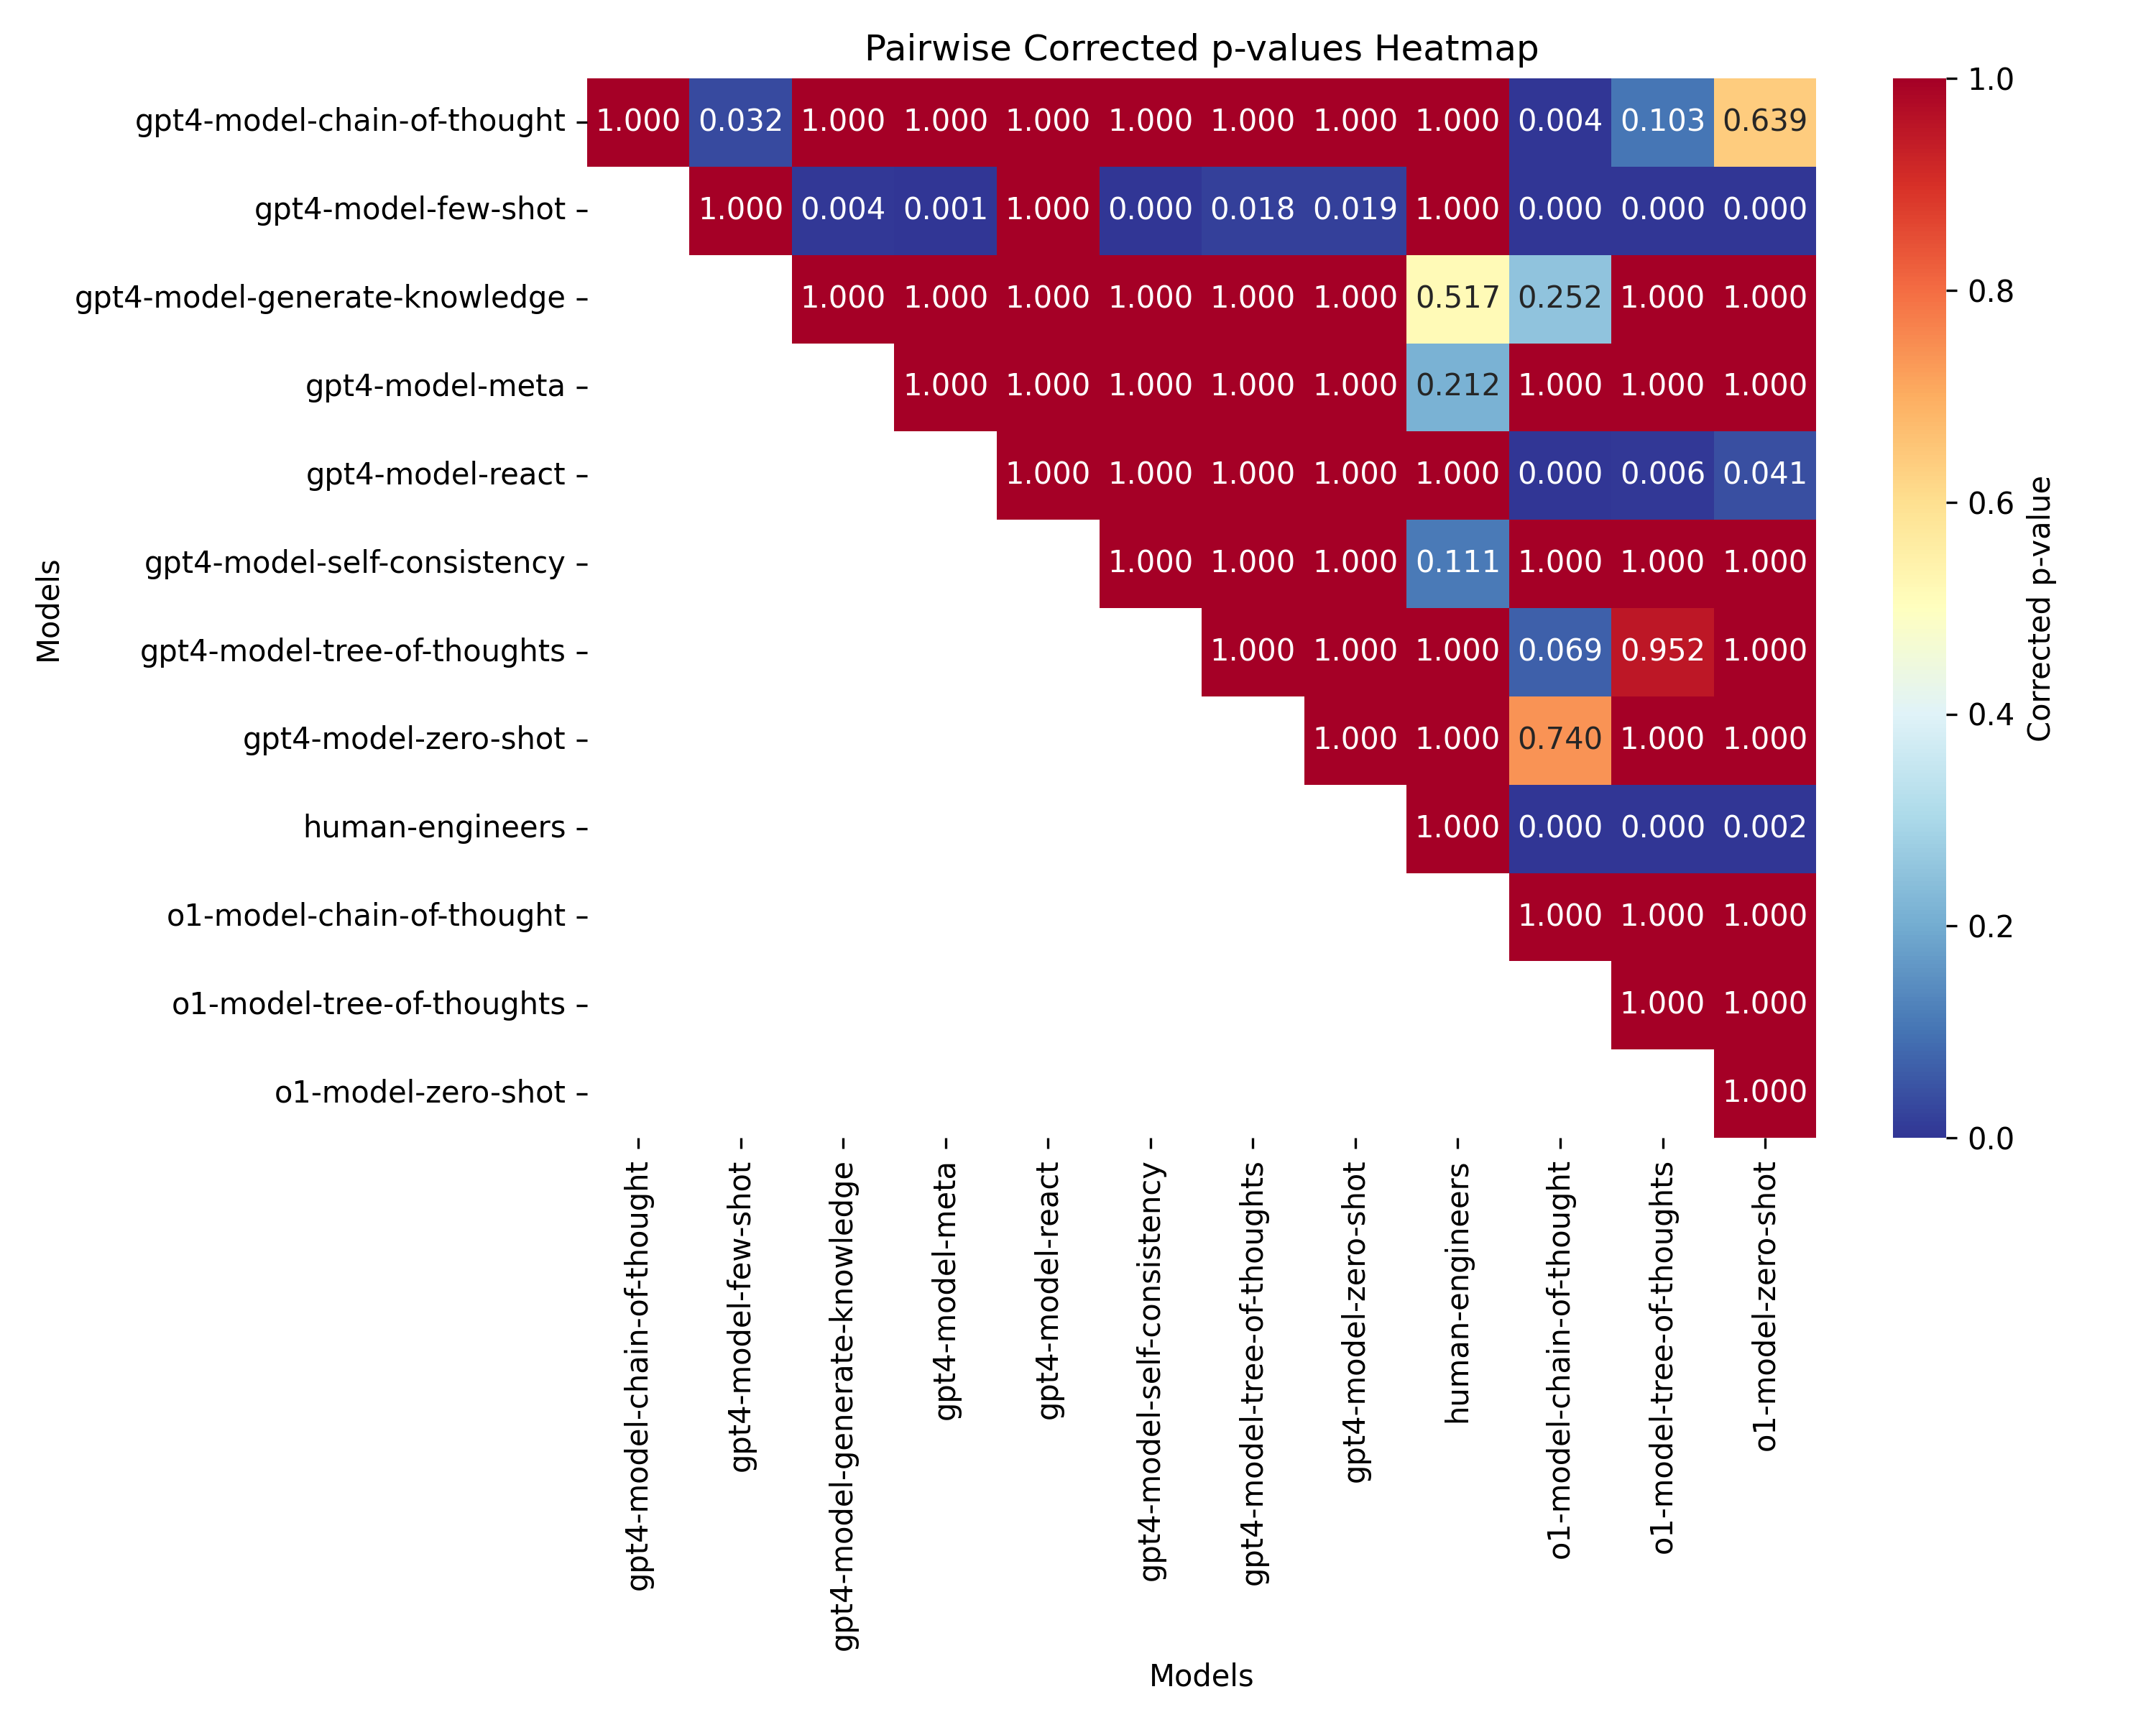 Pairwise Corrected p-values Heatmap
gpt4-model-chain-of-thought 1.000 0.032 1.000 1.000 1.000 1.000 1.000 1.000 1.000 0.004 0.103 0.639
gpt4-model-few-shot 1.000 0.004 0.001 1.000 0.000 0.018 0.019 1.000 0.000 0.000 0.000
gpt4-model-generate-knowledge 1.000 1.000 1.000 1.000 1.000 1.000 0.517 0.252 1.000 1.000
gpt4-model-meta 1.000 1.000 1.000 1.000 1.000 0.212 1.000 1.000 1.000
gpt4-model-react 1.000 1.000 1.000 1.000 1.000 0.000 0.006 0.041
gpt4-model-self-consistency 1.000 1.000 1.000 0.111 1.000 1.000 1.000
gpt4-model-tree-of-thoughts 1.000 1.000 1.000 0.069 0.952 1.000
gpt4-model-zero-shot 1.000 1.000 0.740 1.000 1.000
human-engineers 1.000 0.000 0.000 0.002
o1-model-chain-of-thought 1.000 1.000 1.000
o1-model-tree-of-thoughts 1.000 1.000
o1-model-zero-shot 1.000
Models
gpt4-model-chain-of-thought
gpt4-model-few-shot
gpt4-model-generate-knowledge
gpt4-model-meta
gpt4-model-react
gpt4-model-self-consistency
gpt4-model-tree-of-thoughts
gpt4-model-zero-shot
human-engineers
o1-model-chain-of-thought
o1-model-tree-of-thoughts
o1-model-zero-shot
Models
1.0
0.8
0.6
0.4
0.2
0.0
Corrected p-value